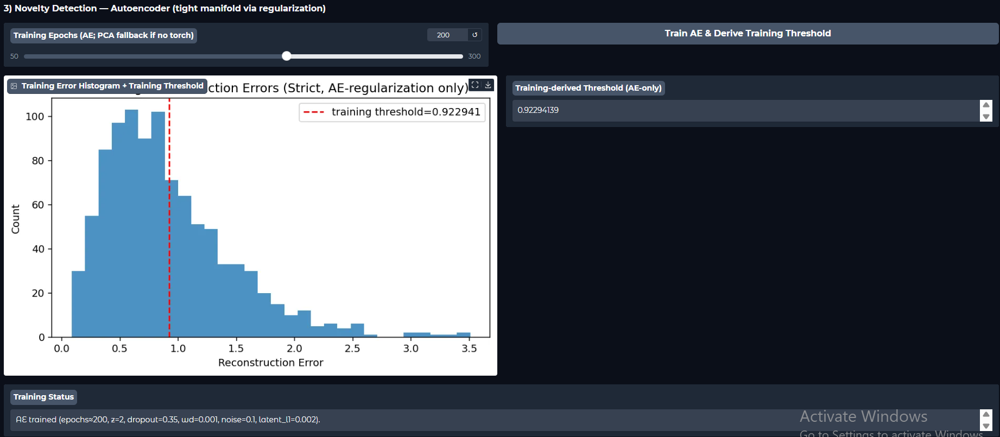 3) Novelty Detection — Autoencoder (tight manifold via regularization)
Training Epochs (AE; PCA fallback if no torch)
200
↺
50
300
Train AE & Derive Training Threshold
Training Error Histogram + Training Threshold
ction Errors (Strict, AE-regularization only)
training threshold=0.922941
100
80
60
40
20
0
Count
0.0 0.5 1.0 1.5 2.0 2.5 3.0 3.5
Reconstruction Error
Training-derived Threshold (AE-only)
0.92294139
Training Status
AE trained (epochs≈200, z=2, dropout=0.35, wd=0.001, noise=0.1, latent_l1=0.002).
Activate Windows
Go to Settings to activate Windows.